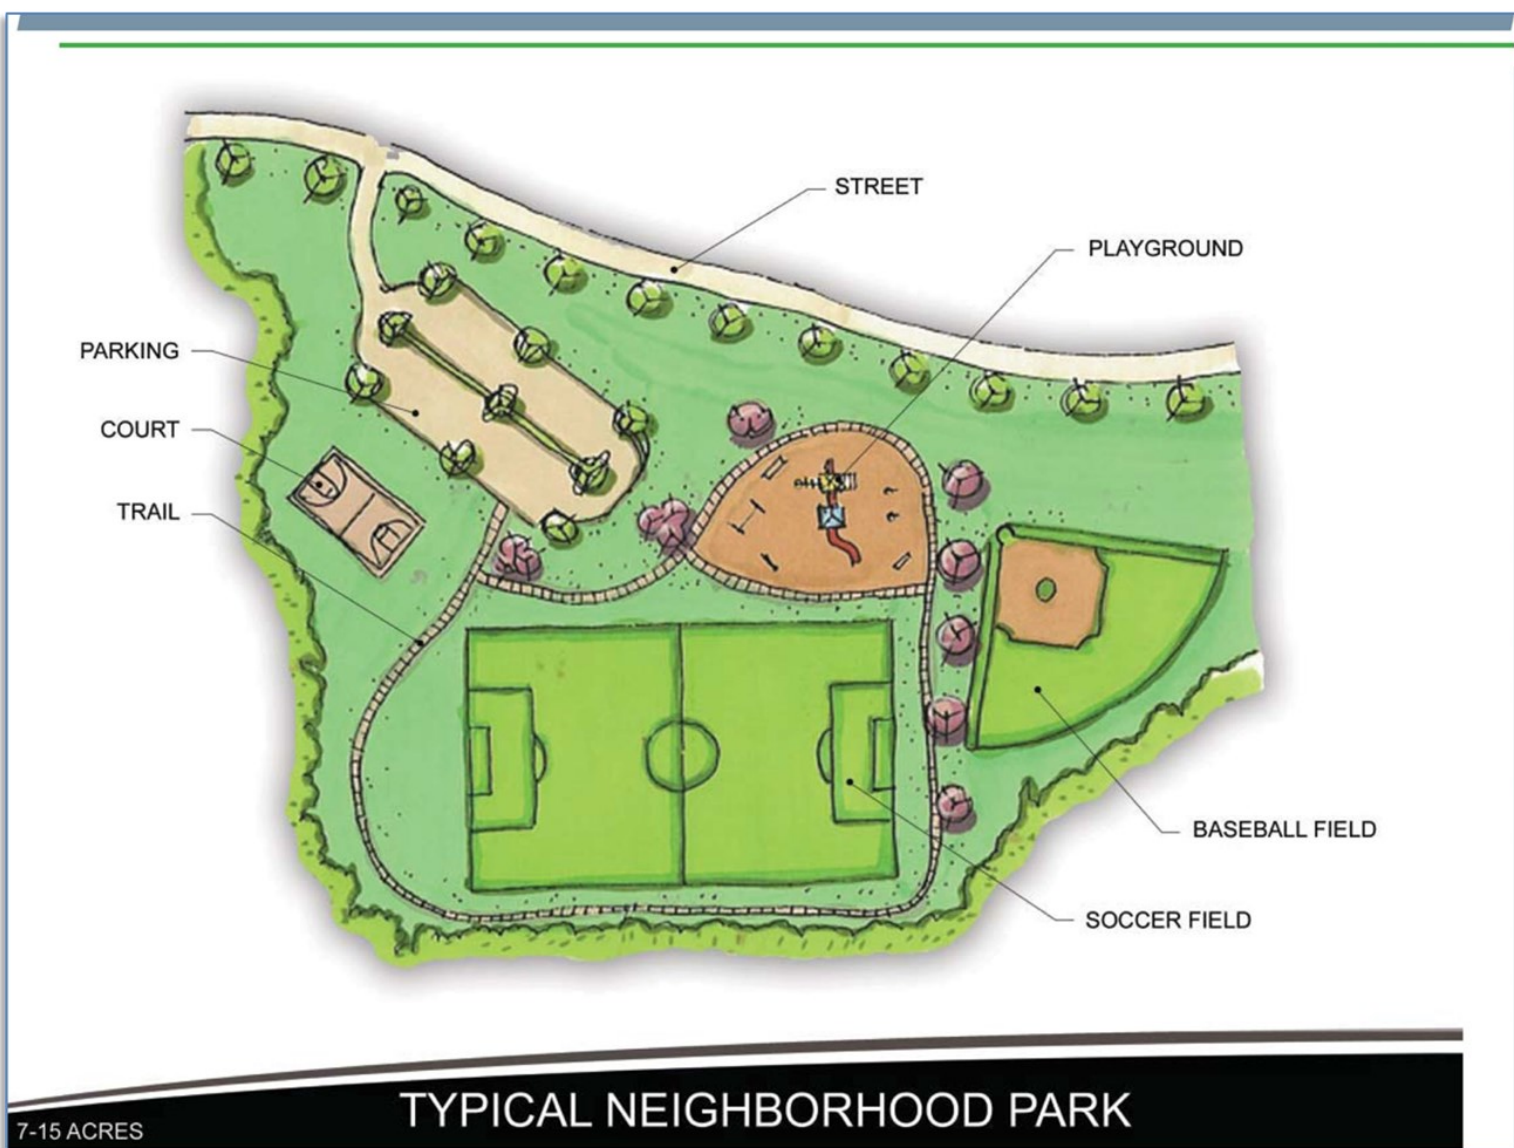 STREET
PLAYGROUND
PARKING
COURT
TRAIL
BASEBALL FIELD
SOCCER FIELD
TYPICAL NEIGHBORHOOD PARK
7-15 ACRES